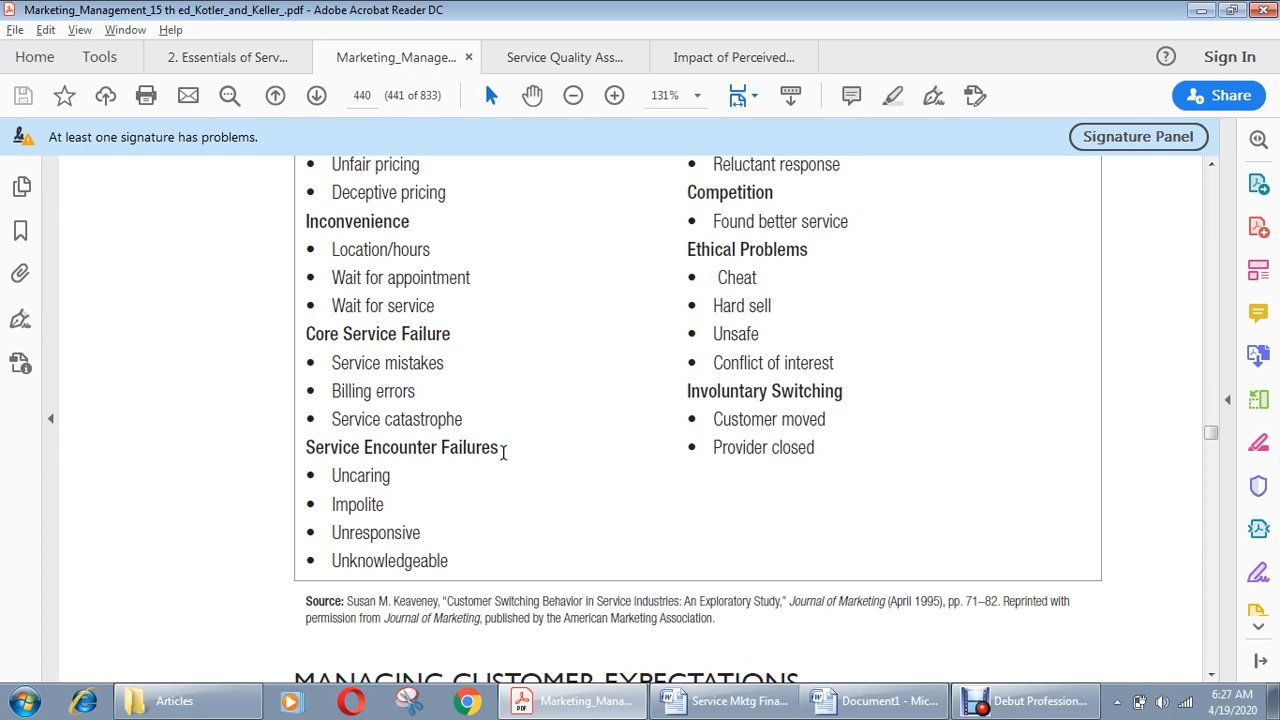 Marketing_Management_15 th ed_Kotler_and_Keller_.pdf - Adobe Acrobat Reader DC
File Edit View Window Help
Home Tools 2. Essentials of Serv... Marketing_Manage... × Service Quality Ass... Impact of Perceived... Sign In
440 (441 of 833) 131% Share
At least one signature has problems. Signature Panel
• Unfair pricing
• Deceptive pricing
Inconvenience
• Location/hours
• Wait for appointment
• Wait for service
Core Service Failure
• Service mistakes
• Billing errors
• Service catastrophe
Service Encounter Failures
• Uncaring
• Impolite
• Unresponsive
• Unknowledgeable
• Reluctant response
Competition
• Found better service
Ethical Problems
• Cheat
• Hard sell
• Unsafe
• Conflict of interest
Involuntary Switching
• Customer moved
• Provider closed
Source: Susan M. Keaveney, “Customer Switching Behavior in Service Industries: An Exploratory Study,” Journal of Marketing (April 1995), pp. 71–82. Reprinted with
permission from Journal of Marketing, published by the American Marketing Association.
MANAGING CUSTOMER EXPECTATIONS
Articles Marketing_Mana... Service Mktg Fina... Document1 - Mic... Debut Profession... 6:27 AM
4/19/2020